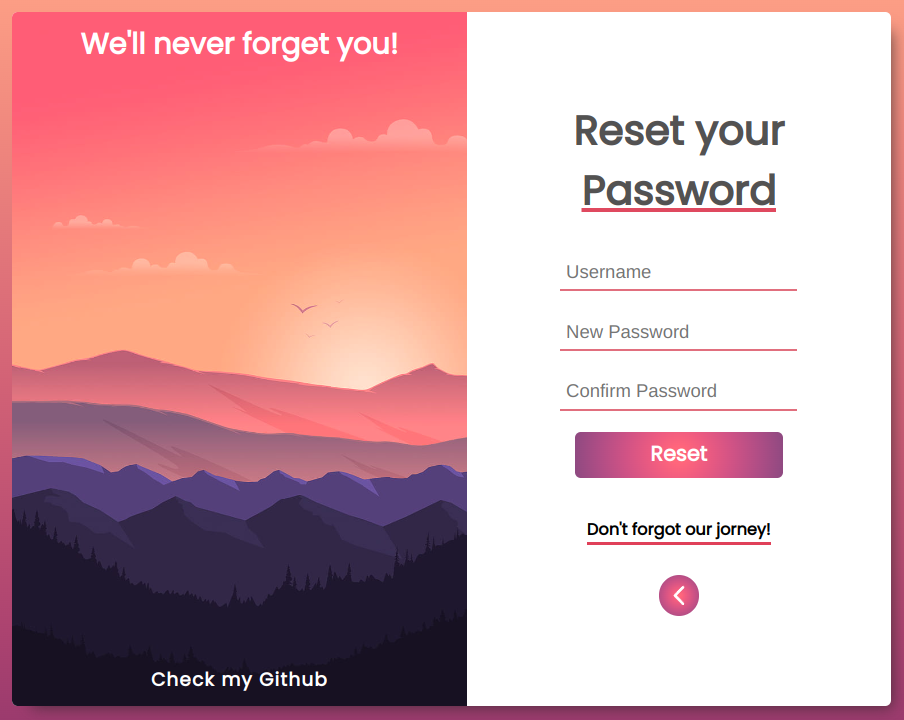 We'll never forget you!
Check my Github
Reset your
Password
Username
New Password
Confirm Password
Reset
Don't forgot our jorney!